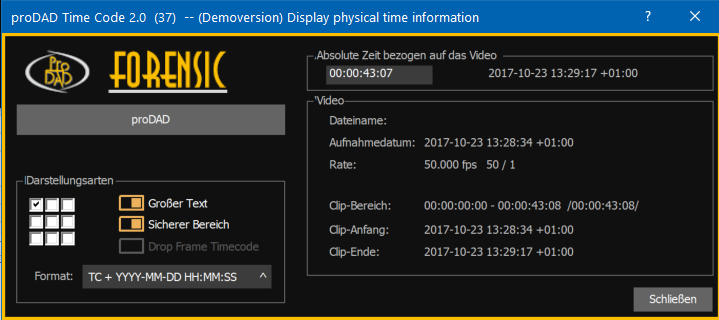 proDAD Time Code 2.0 (37) -- (Demoversion) Display physical time information ? ✕
ProDAD FORENSIC
proDAD
Darstellungsarten
Großer Text
Sicherer Bereich
Drop Frame Timecode
Format: TC + YYYY-MM-DD HH:MM:SS ^
Absolute Zeit bezogen auf das Video
00:00:43:07 2017-10-23 13:29:17 +01:00
Video
Dateiname:
Aufnahmedatum: 2017-10-23 13:28:34 +01:00
Rate: 50.000 fps 50 / 1
Clip-Bereich: 00:00:00:00 - 00:00:43:08 /00:00:43:08/
Clip-Anfang: 2017-10-23 13:28:34 +01:00
Clip-Ende: 2017-10-23 13:29:17 +01:00
Schließen